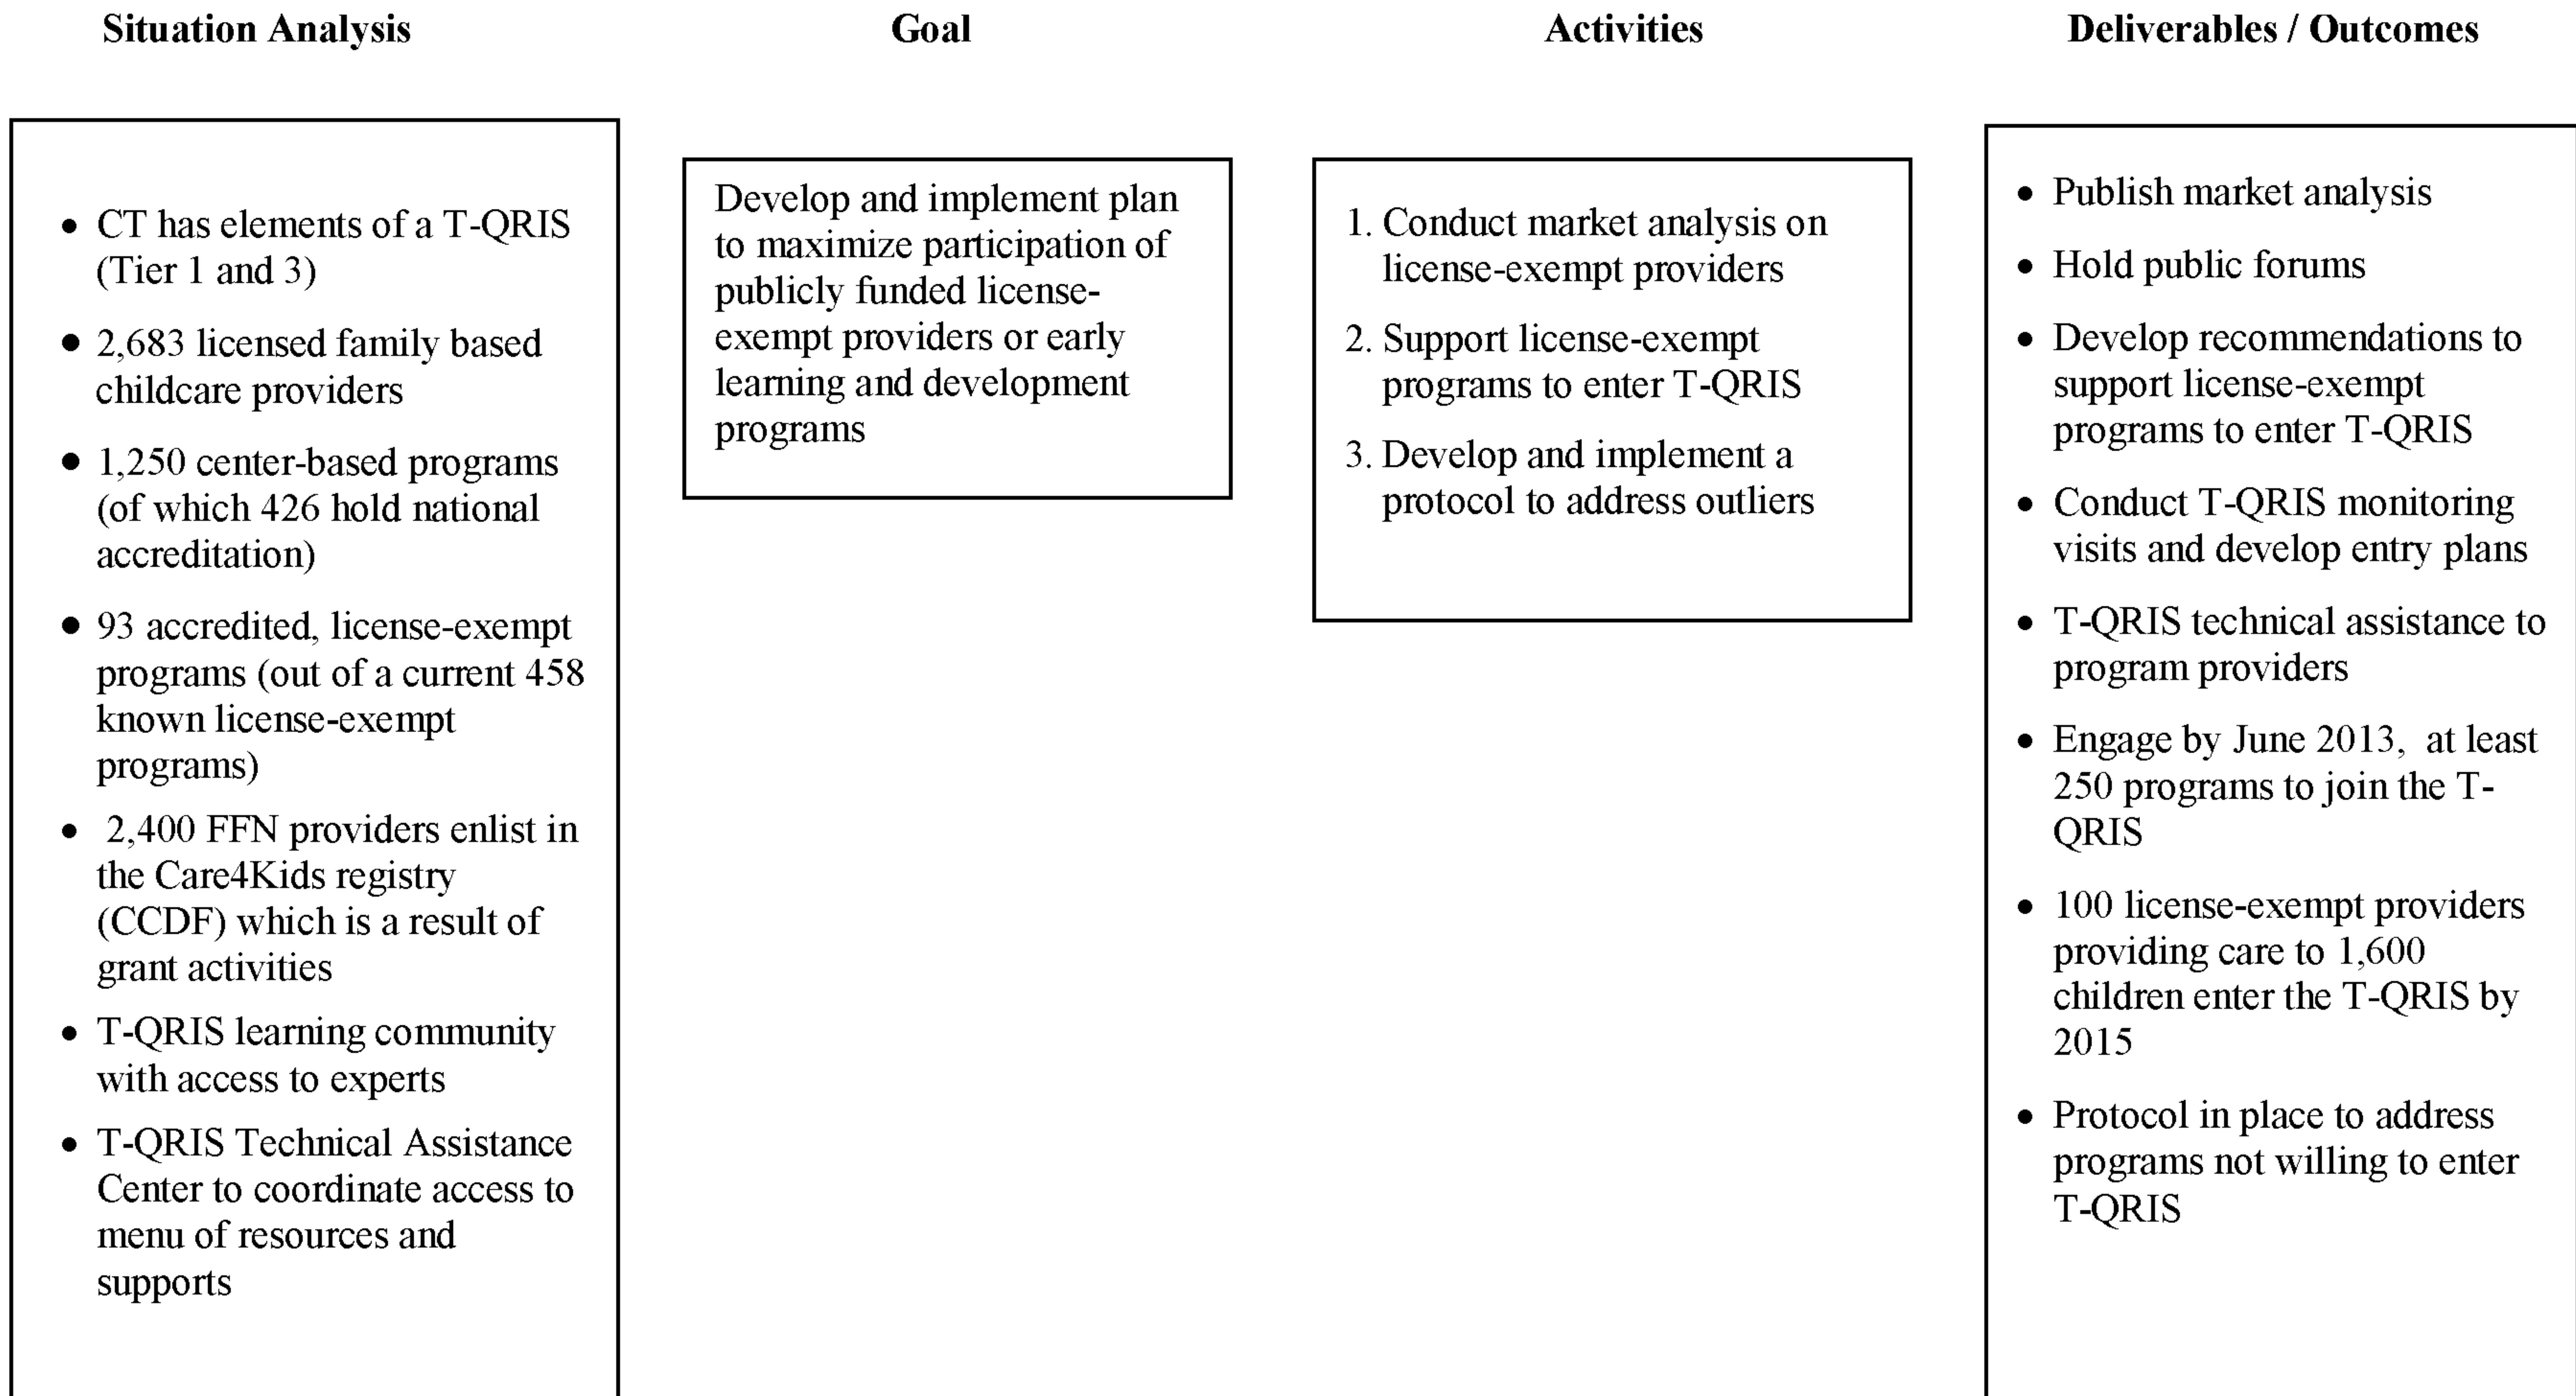 Situation Analysis
Goal
Activities
Deliverables / Outcomes
• CT has elements of a T-QRIS
(Tier 1 and 3)
• 2,683 licensed family based
childcare providers
• 1,250 center-based programs
(of which 426 hold national
accreditation)
• 93 accredited, license-exempt
programs (out of a current 458
known license-exempt
programs)
• 2,400 FFN providers enlist in
the Care4Kids registry
(CCDF) which is a result of
grant activities
• T-QRIS learning community
with access to experts
• T-QRIS Technical Assistance
Center to coordinate access to
menu of resources and
supports
Develop and implement plan
to maximize participation of
publicly funded license-
exempt providers or early
learning and development
programs
1. Conduct market analysis on
license-exempt providers
2. Support license-exempt
programs to enter T-QRIS
3. Develop and implement a
protocol to address outliers
• Publish market analysis
• Hold public forums
• Develop recommendations to
support license-exempt
programs to enter T-QRIS
• Conduct T-QRIS monitoring
visits and develop entry plans
• T-QRIS technical assistance to
program providers
• Engage by June 2013,  at least
250 programs to join the T-
QRIS
• 100 license-exempt providers
providing care to 1,600
children enter the T-QRIS by
2015
• Protocol in place to address
programs not willing to enter
T-QRIS